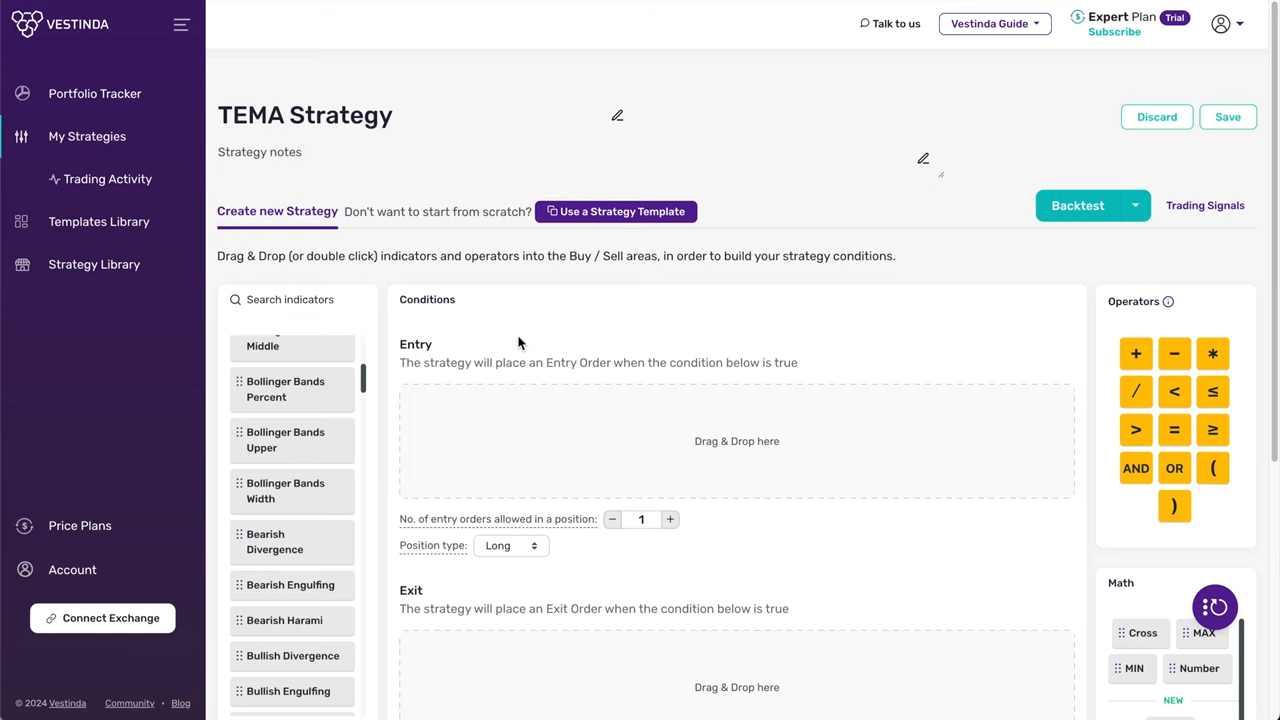 VESTINDA
Talk to us
Vestinda Guide
Expert Plan Trial
Subscribe
Portfolio Tracker
My Strategies
Trading Activity
Templates Library
Strategy Library
Price Plans
Account
Connect Exchange
© 2024 Vestinda Community • Blog
TEMA Strategy
Discard
Save
Strategy notes
Create new Strategy
Don't want to start from scratch?
Use a Strategy Template
Backtest
Trading Signals
Drag & Drop (or double click) indicators and operators into the Buy / Sell areas, in order to build your strategy conditions.
Search indicators
Middle
Bollinger Bands
Percent
Bollinger Bands
Upper
Bollinger Bands
Width
Bearish
Divergence
Bearish Engulfing
Bearish Harami
Bullish Divergence
Bullish Engulfing
Conditions
Entry
The strategy will place an Entry Order when the condition below is true
Drag & Drop here
No. of entry orders allowed in a position: − 1 +
Position type: Long
Exit
The strategy will place an Exit Order when the condition below is true
Drag & Drop here
Operators
+ − *
/ < ≤
> = ≥
AND OR (
)
Math
Cross MAX
MIN Number
NEW